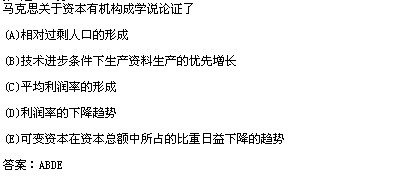 马克思关于资本有机构成学说论证了
(A)相对过剩人口的形成
(B)技术进步条件下生产资料生产的优先增长
(C)平均利润率的形成
(D)利润率的下降趋势
(E)可变资本在资本总额中所占的比重日益下降的趋势
答案：ABDE